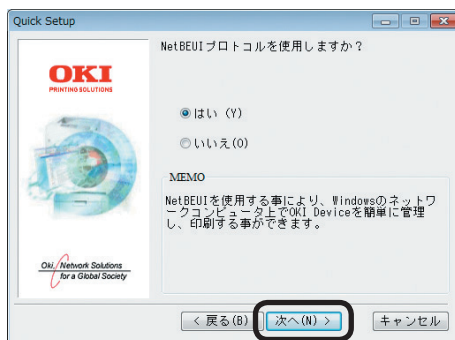 Quick Setup
NetBEUIプロトコルを使用しますか？
OKI
PRINTING SOLUTIONS
はい (Y)
いいえ(O)
MEMO
NetBEUIを使用する事により、Windowsのネットワ
ークコンピュータ上でOKI Deviceを簡単に管理
し、印刷する事ができます。
Oki, Network Solutions
for a Global Society
< 戻る(B)
次へ(N) >
キャンセル